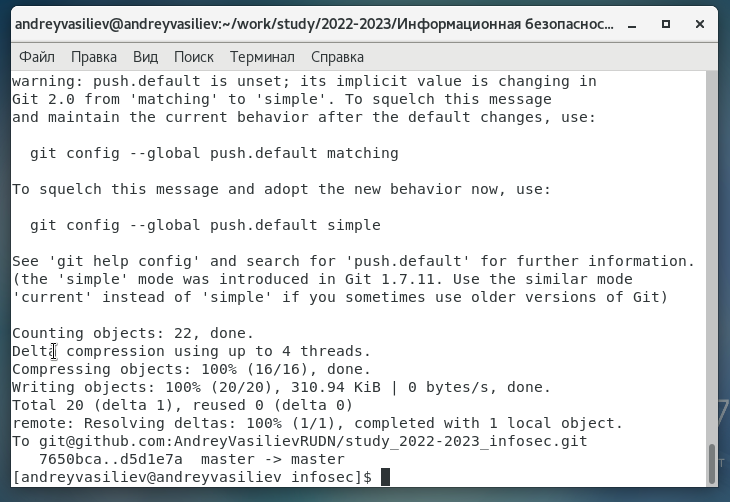 andreyvasiliev@andreyvasiliev:~/work/study/2022-2023/Информационная безопаснос...
Файл Правка Вид Поиск Терминал Справка
warning: push.default is unset; its implicit value is changing in
Git 2.0 from 'matching' to 'simple'. To squelch this message
and maintain the current behavior after the default changes, use:
git config --global push.default matching
To squelch this message and adopt the new behavior now, use:
git config --global push.default simple
See 'git help config' and search for 'push.default' for further information.
(the 'simple' mode was introduced in Git 1.7.11. Use the similar mode
'current' instead of 'simple' if you sometimes use older versions of Git)
Counting objects: 22, done.
Delta compression using up to 4 threads.
Compressing objects: 100% (16/16), done.
Writing objects: 100% (20/20), 310.94 KiB | 0 bytes/s, done.
Total 20 (delta 1), reused 0 (delta 0)
remote: Resolving deltas: 100% (1/1), completed with 1 local object.
To git@github.com:AndreyVasilievRUDN/study_2022-2023_infosec.git
7650bca..d5d1e7a  master -> master
[andreyvasiliev@andreyvasiliev infosec]$